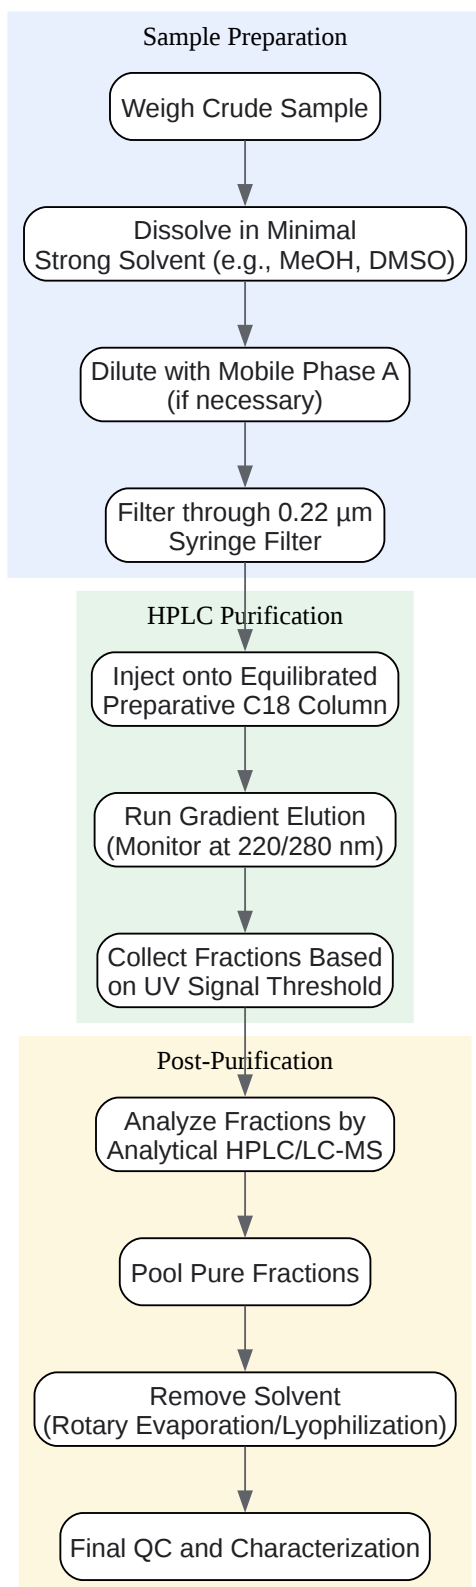 Sample Preparation
Weigh Crude Sample
Dissolve in Minimal
Strong Solvent (e.g., MeOH, DMSO)
Dilute with Mobile Phase A
(if necessary)
Filter through 0.22 µm
Syringe Filter
HPLC Purification
Inject onto Equilibrated
Preparative C18 Column
Run Gradient Elution
(Monitor at 220/280 nm)
Collect Fractions Based
on UV Signal Threshold
Post-Purification
Analyze Fractions by
Analytical HPLC/LC-MS
Pool Pure Fractions
Remove Solvent
(Rotary Evaporation/Lyophilization)
Final QC and Characterization